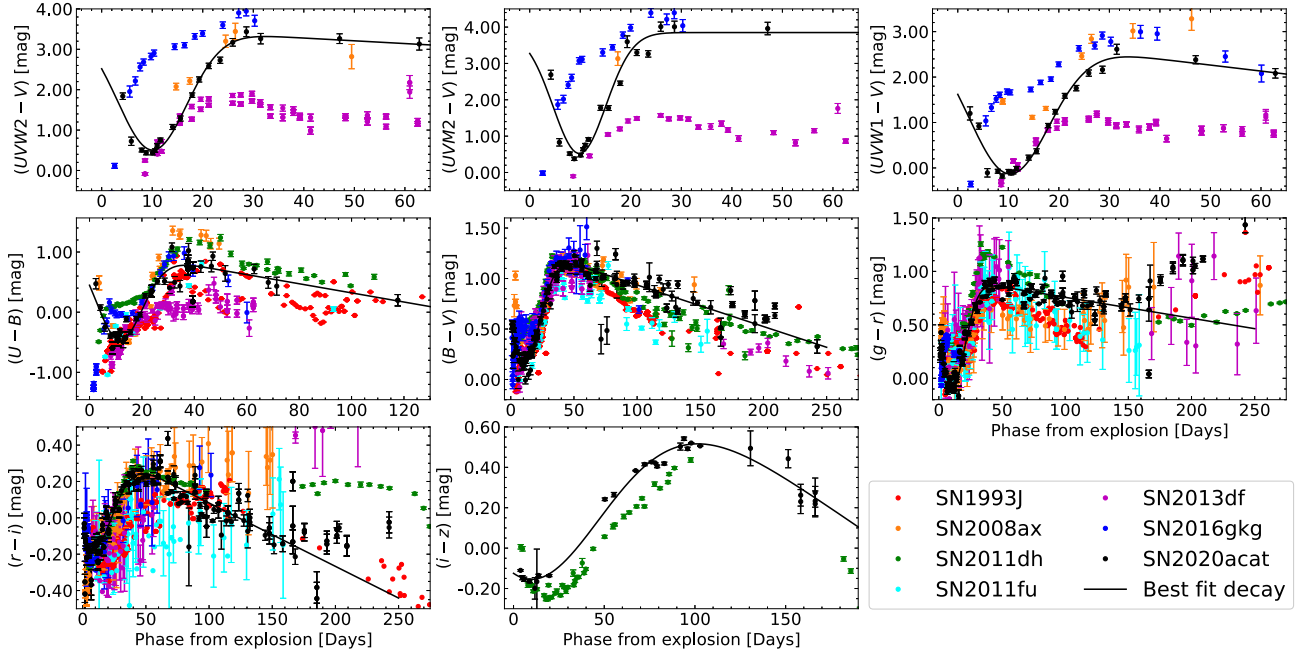 (UVW2 − V) [mag]
4.00
3.00
2.00
1.00
0.00
0 10 20 30 40 50 60
(UVM2 − V) [mag]
4.00
3.00
2.00
1.00
0.00
0 10 20 30 40 50 60
(UVW1 − V) [mag]
3.00
2.00
1.00
0.00
0 10 20 30 40 50 60
(U − B) [mag]
1.00
0.00
-1.00
0 20 40 60 80 100 120
(B − V) [mag]
1.50
1.00
0.50
0.00
0 50 100 150 200 250
(g − r) [mag]
1.50
1.00
0.50
0.00
0 50 100 150 200 250
Phase from explosion [Days]
(r − i) [mag]
0.40
0.20
0.00
-0.20
-0.40
0 50 100 150 200 250
Phase from explosion [Days]
(i − z) [mag]
0.60
0.40
0.20
0.00
-0.20
0 50 100 150
Phase from explosion [Days]
SN1993J
SN2008ax
SN2011dh
SN2011fu
SN2013df
SN2016gkg
SN2020acat
Best fit decay